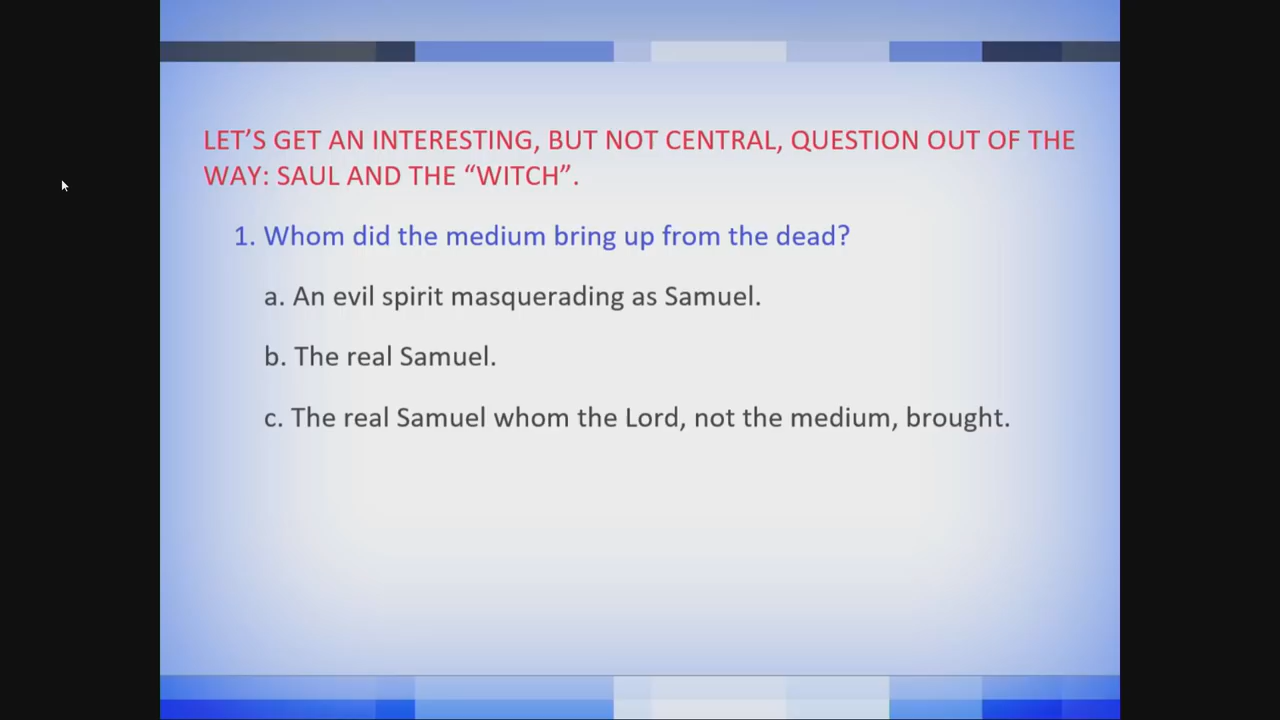 LET’S GET AN INTERESTING, BUT NOT CENTRAL, QUESTION OUT OF THE
WAY: SAUL AND THE “WITCH”.
1. Whom did the medium bring up from the dead?
a. An evil spirit masquerading as Samuel.
b. The real Samuel.
c. The real Samuel whom the Lord, not the medium, brought.